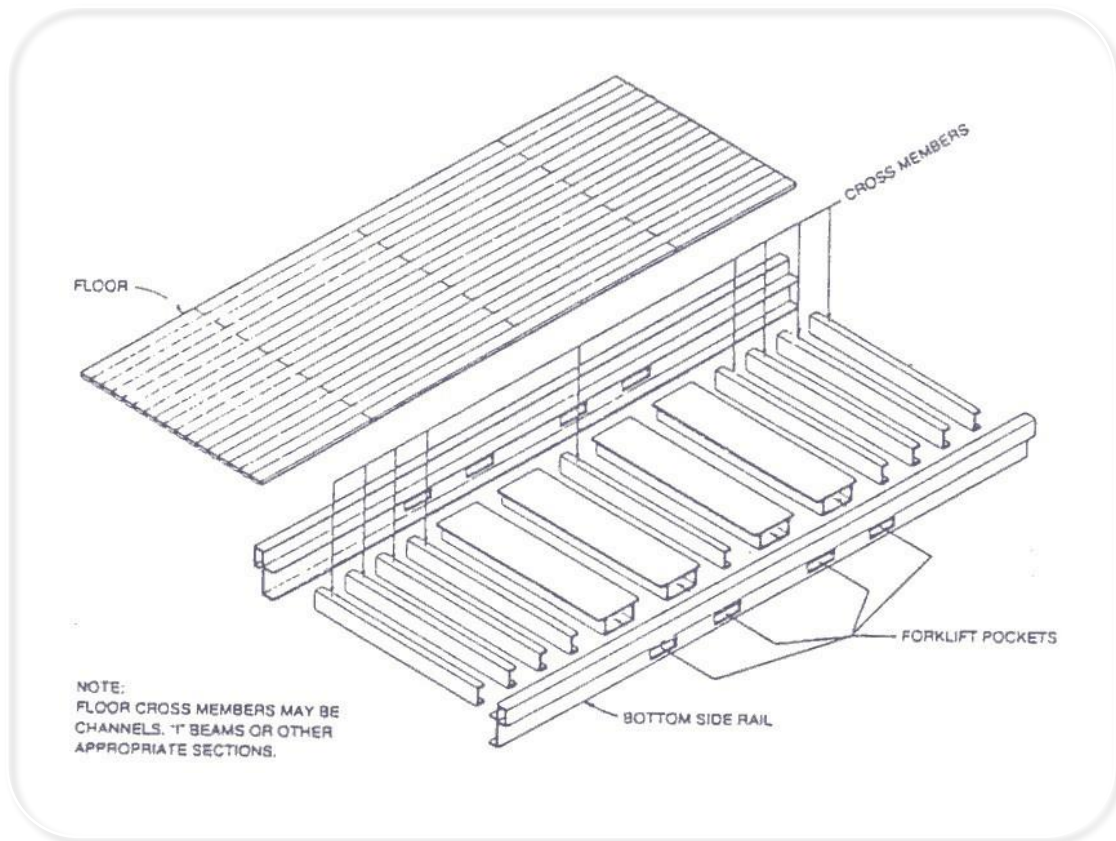 CROSS MEMBERS
FLOOR
FORKLIFT POCKETS
BOTTOM SIDE RAIL
NOTE:
FLOOR CROSS MEMBERS MAY BE
CHANNELS. "I" BEAMS OR OTHER
APPROPRIATE SECTIONS.